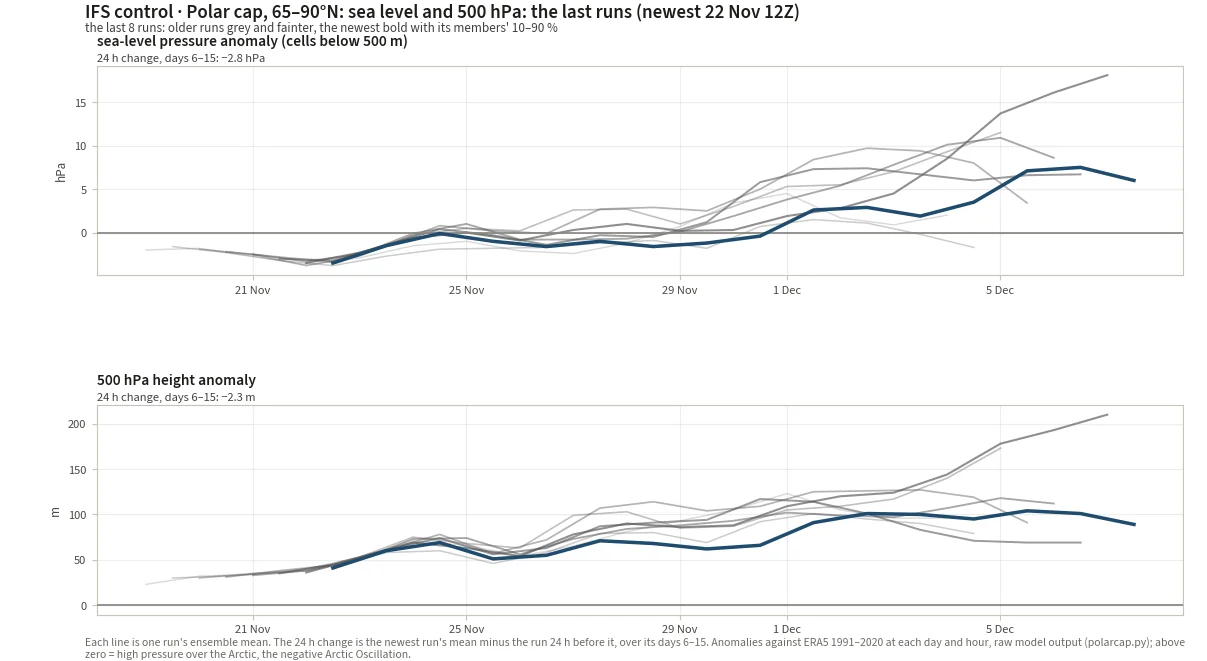 IFS control · Polar cap, 65–90°N: sea level and 500 hPa: the last runs (newest 22 Nov 12Z)
the last 8 runs: older runs grey and fainter, the newest bold with its members' 10–90 %
sea-level pressure anomaly (cells below 500 m)
24 h change, days 6–15: −2.8 hPa
15
10
5
0
hPa
21 Nov
25 Nov
29 Nov
1 Dec
5 Dec
500 hPa height anomaly
24 h change, days 6–15: −2.3 m
200
150
100
50
0
m
21 Nov
25 Nov
29 Nov
1 Dec
5 Dec
Each line is one run's ensemble mean. The 24 h change is the newest run's mean minus the run 24 h before it, over its days 6–15. Anomalies against ERA5 1991–2020 at each day and hour, raw model output (polarcap.py); above
zero = high pressure over the Arctic, the negative Arctic Oscillation.